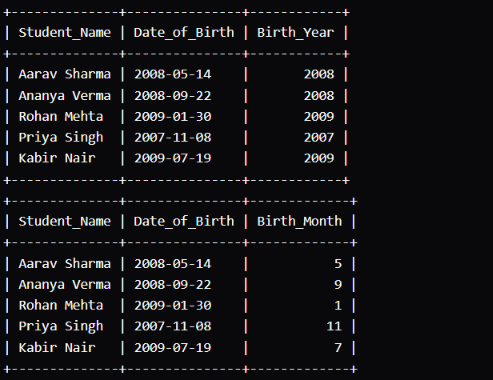 +--------------+---------------+------------+
| Student_Name | Date_of_Birth | Birth_Year |
+--------------+---------------+------------+
| Aarav Sharma | 2008-05-14    |       2008 |
| Ananya Verma | 2008-09-22    |       2008 |
| Rohan Mehta  | 2009-01-30    |       2009 |
| Priya Singh  | 2007-11-08    |       2007 |
| Kabir Nair   | 2009-07-19    |       2009 |
+--------------+---------------+------------+
+--------------+---------------+-------------+
| Student_Name | Date_of_Birth | Birth_Month |
+--------------+---------------+-------------+
| Aarav Sharma | 2008-05-14    |           5 |
| Ananya Verma | 2008-09-22    |           9 |
| Rohan Mehta  | 2009-01-30    |           1 |
| Priya Singh  | 2007-11-08    |          11 |
| Kabir Nair   | 2009-07-19    |           7 |
+--------------+---------------+-------------+